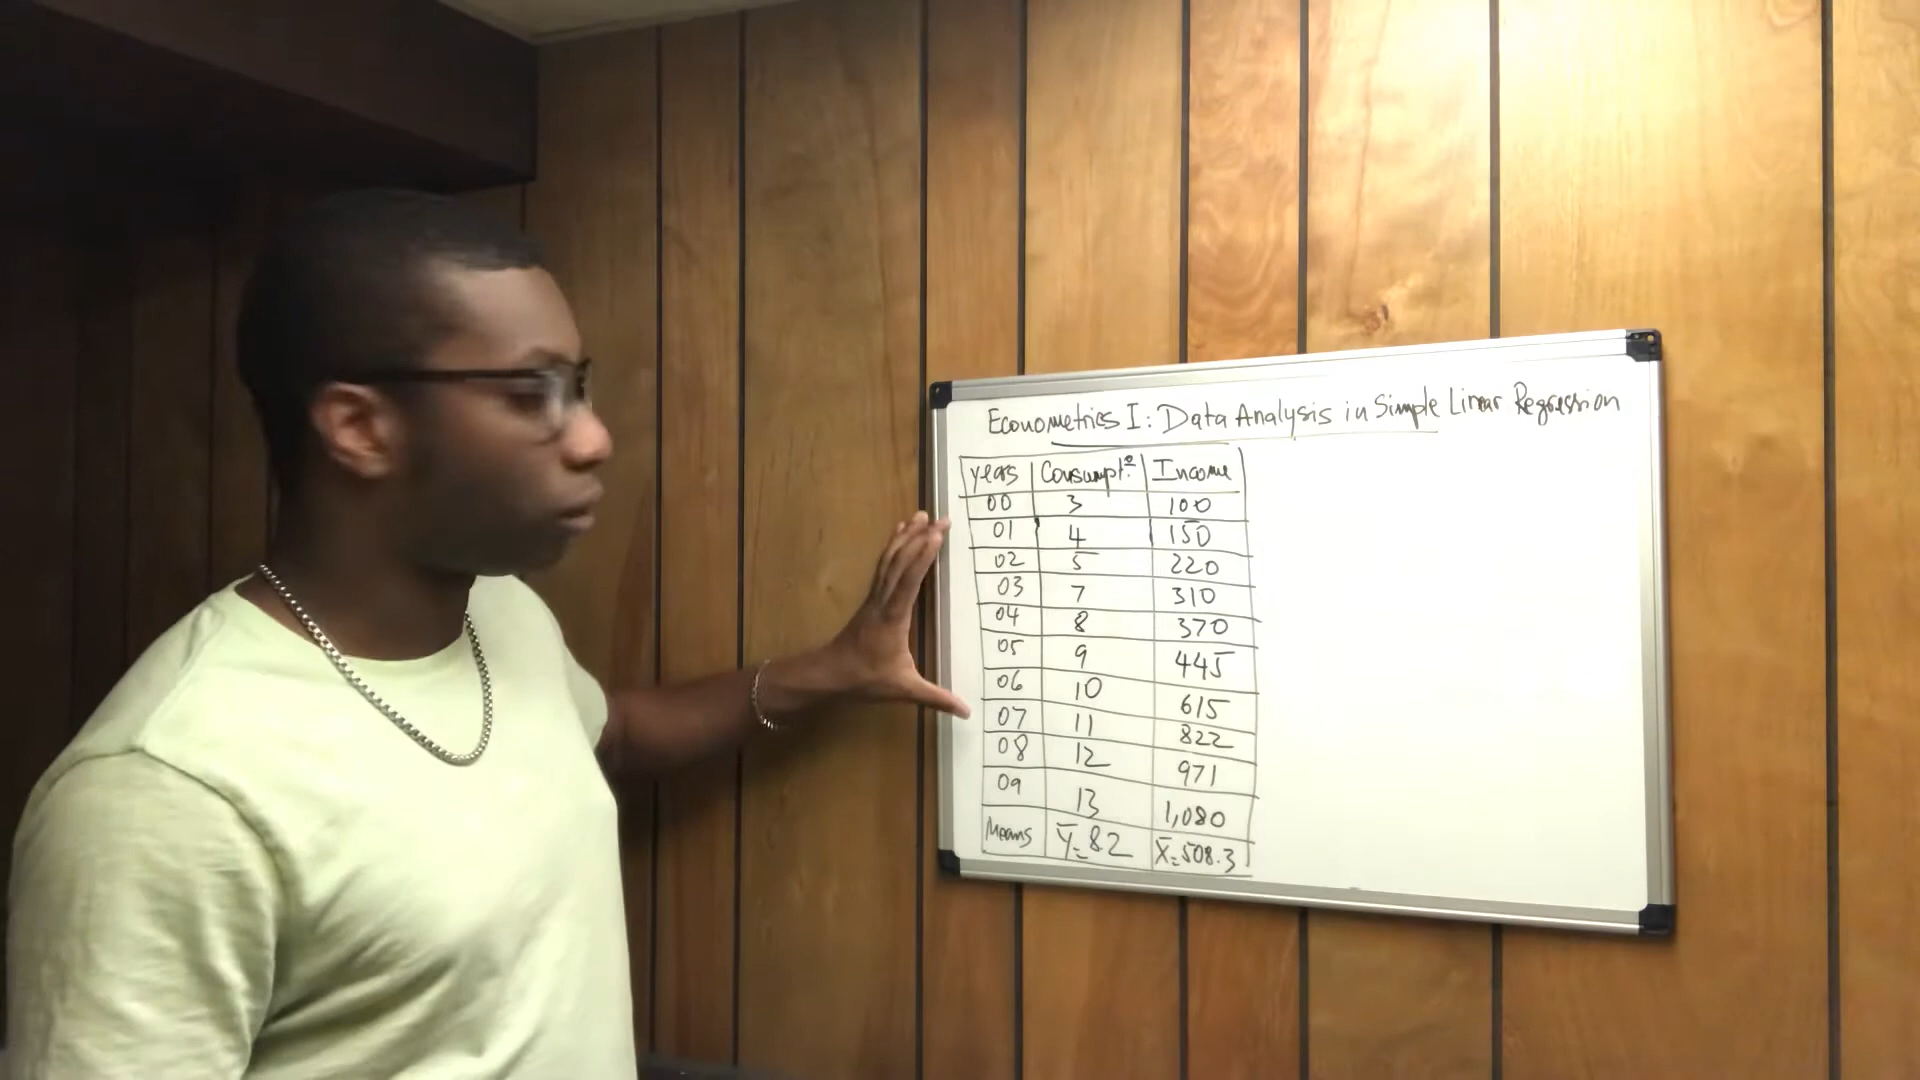 Econometrics I: Data Analysis in Simple Linear Regression
years Consumpt.º Income
00 3 100
01 4 150
02 5 220
03 7 310
04 8 370
05 9 445
06 10 615
07 11 822
08 12 971
09 13 1,080
Means Y̅=8.2 X̅=508.3